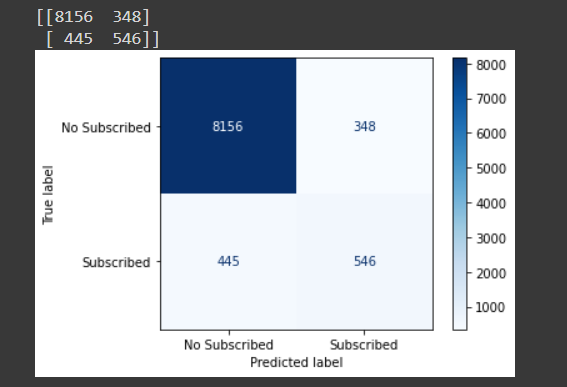 [[8156  348]
 [ 445  546]]
8000
7000
6000
5000
4000
3000
2000
1000
No Subscribed
8156
348
True label
Subscribed
445
546
No Subscribed
Subscribed
Predicted label